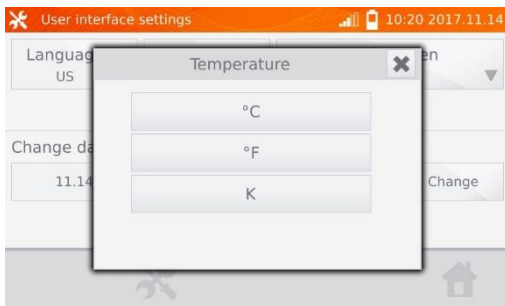 User interface settings 10:20 2017.11.14
Languag en
US
Temperature
°C
°F
K
Change da
11.14 Change